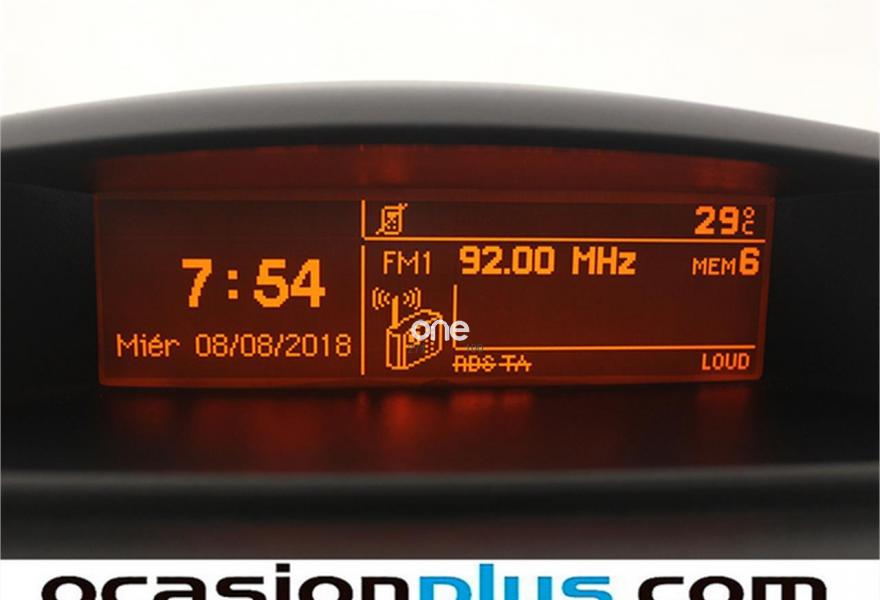 29°C
FM1 92.00 MHz MEM6
7:54
one
Miér 08/08/2018
RDS TA LOUD
ocasionplus.com